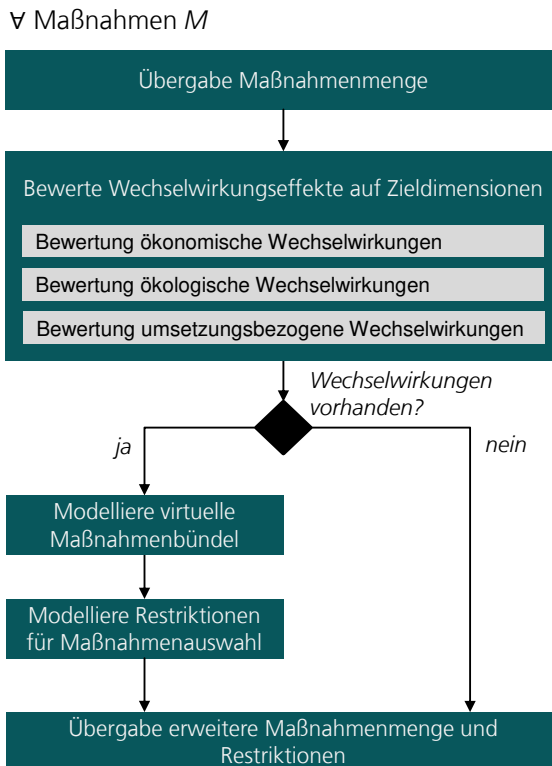 ∀ Maßnahmen M
Übergabe Maßnahmenmenge
Bewerte Wechselwirkungseffekte auf Zieldimensionen
Bewertung ökonomische Wechselwirkungen
Bewertung ökologische Wechselwirkungen
Bewertung umsetzungsbezogene Wechselwirkungen
Wechselwirkungen
vorhanden?
ja
nein
Modelliere virtuelle
Maßnahmenbündel
Modelliere Restriktionen
für Maßnahmenauswahl
Übergabe erweitere Maßnahmenmenge und
Restriktionen